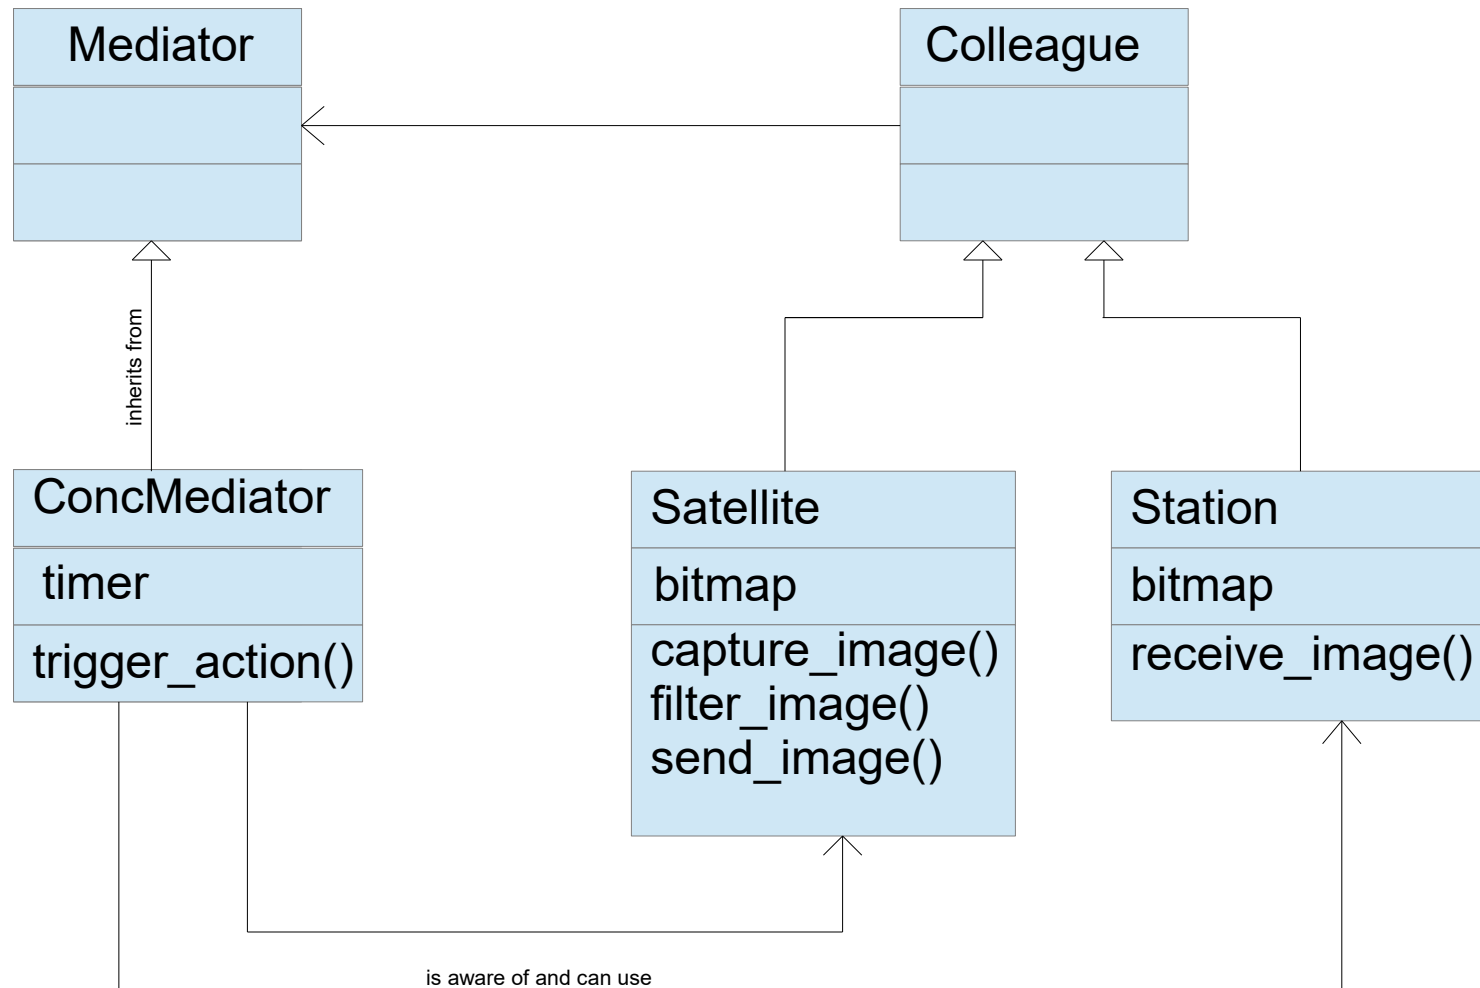 Mediator
Colleague
inherits from
ConcMediator
timer
trigger_action()
Satellite
bitmap
capture_image()
filter_image()
send_image()
Station
bitmap
receive_image()
is aware of and can use